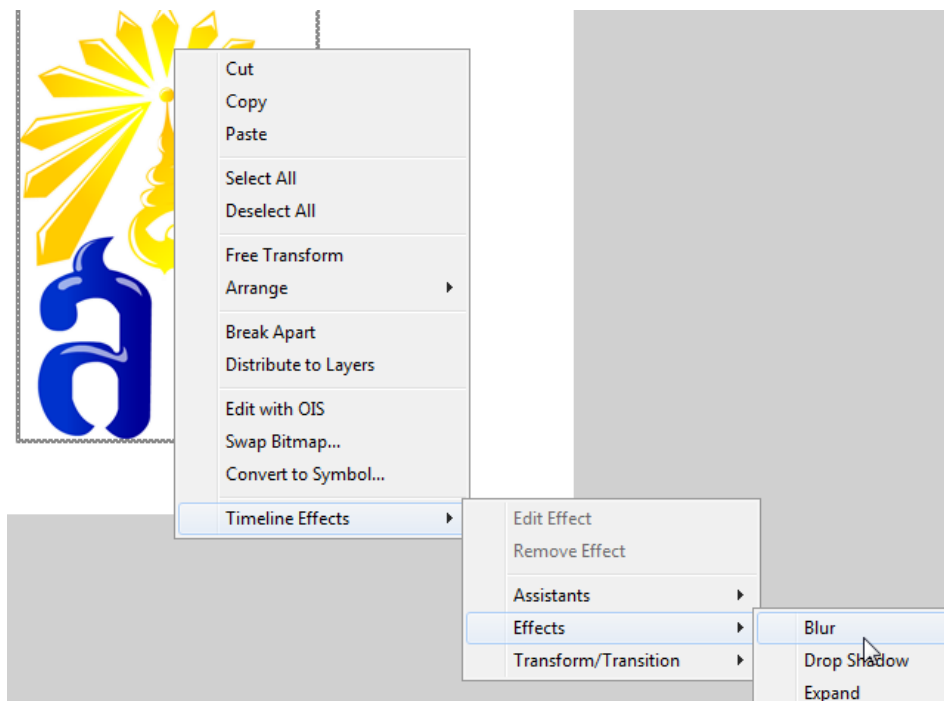 Cut
Copy
Paste
Select All
Deselect All
Free Transform
Arrange
Break Apart
Distribute to Layers
Edit with OIS
Swap Bitmap...
Convert to Symbol...
Timeline Effects
Edit Effect
Remove Effect
Assistants
Effects
Transform/Transition
Blur
Drop Shadow
Expand